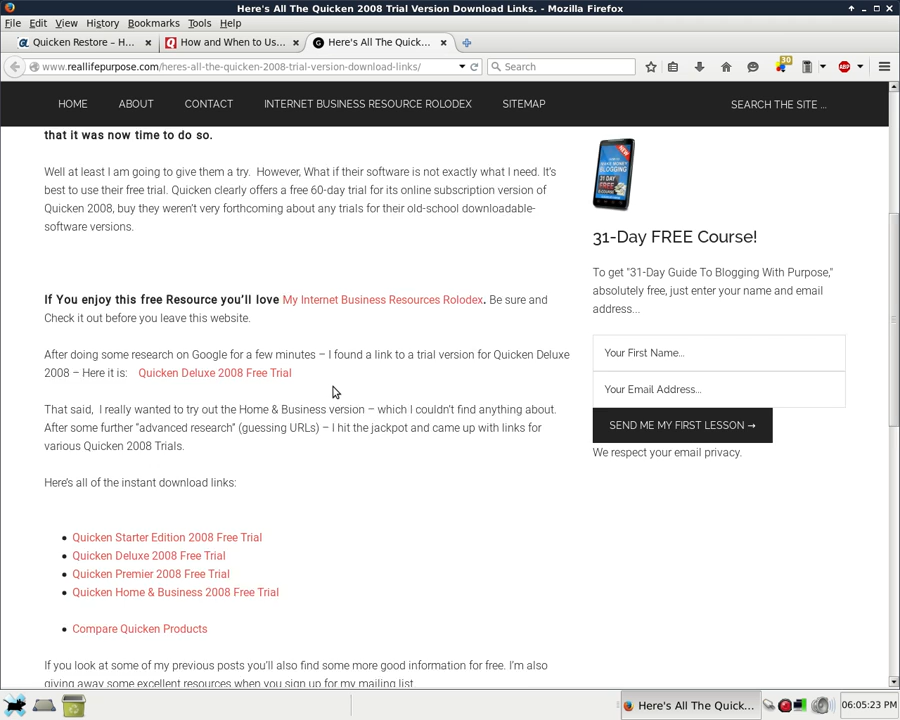 Here's All The Quicken 2008 Trial Version Download Links. - Mozilla Firefox
File Edit View History Bookmarks Tools Help
Quicken Restore – H...
How and When to Us...
Here's All The Quick...
www.reallifepurpose.com/heres-all-the-quicken-2008-trial-version-download-links/
Search
30
ABP
HOME ABOUT CONTACT INTERNET BUSINESS RESOURCE ROLODEX SITEMAP
SEARCH THE SITE ...
that it was now time to do so.
Well at least I am going to give them a try. However, What if their software is not exactly what I need. It's
best to use their free trial. Quicken clearly offers a free 60-day trial for its online subscription version of
Quicken 2008, buy they weren't very forthcoming about any trials for their old-school downloadable-
software versions.
If You enjoy this free Resource you'll love My Internet Business Resources Rolodex. Be sure and
Check it out before you leave this website.
After doing some research on Google for a few minutes – I found a link to a trial version for Quicken Deluxe
2008 – Here it is: Quicken Deluxe 2008 Free Trial
That said, I really wanted to try out the Home & Business version – which I couldn't find anything about.
After some further "advanced research" (guessing URLs) – I hit the jackpot and came up with links for
various Quicken 2008 Trials.
Here's all of the instant download links:
Quicken Starter Edition 2008 Free Trial
Quicken Deluxe 2008 Free Trial
Quicken Premier 2008 Free Trial
Quicken Home & Business 2008 Free Trial
Compare Quicken Products
If you look at some of my previous posts you'll also find some more good information for free. I'm also
giving away some excellent resources when you sign up for my mailing list.
31-Day FREE Course!
To get "31-Day Guide To Blogging With Purpose,"
absolutely free, just enter your name and email
address...
Your First Name...
Your Email Address...
SEND ME MY FIRST LESSON →
We respect your email privacy.
Here's All The Quick...
06:05:23 PM